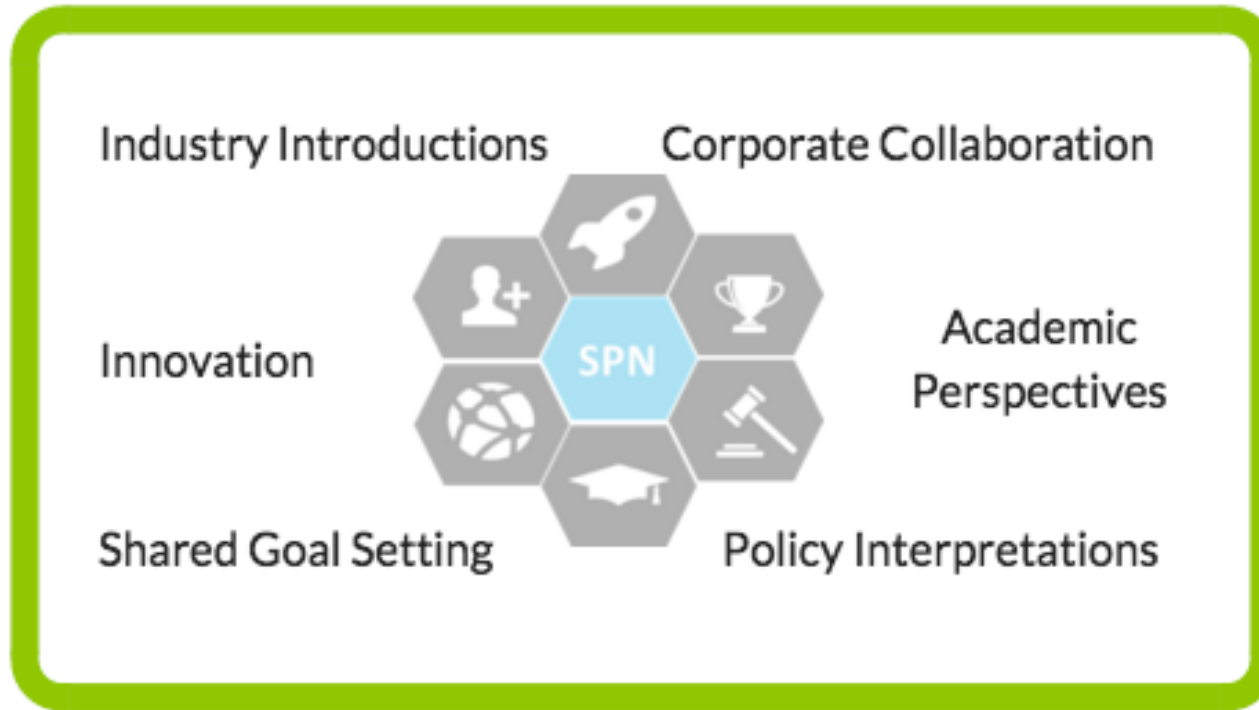 Industry Introductions
Corporate Collaboration
Innovation
SPN
Academic
Perspectives
Shared Goal Setting
Policy Interpretations